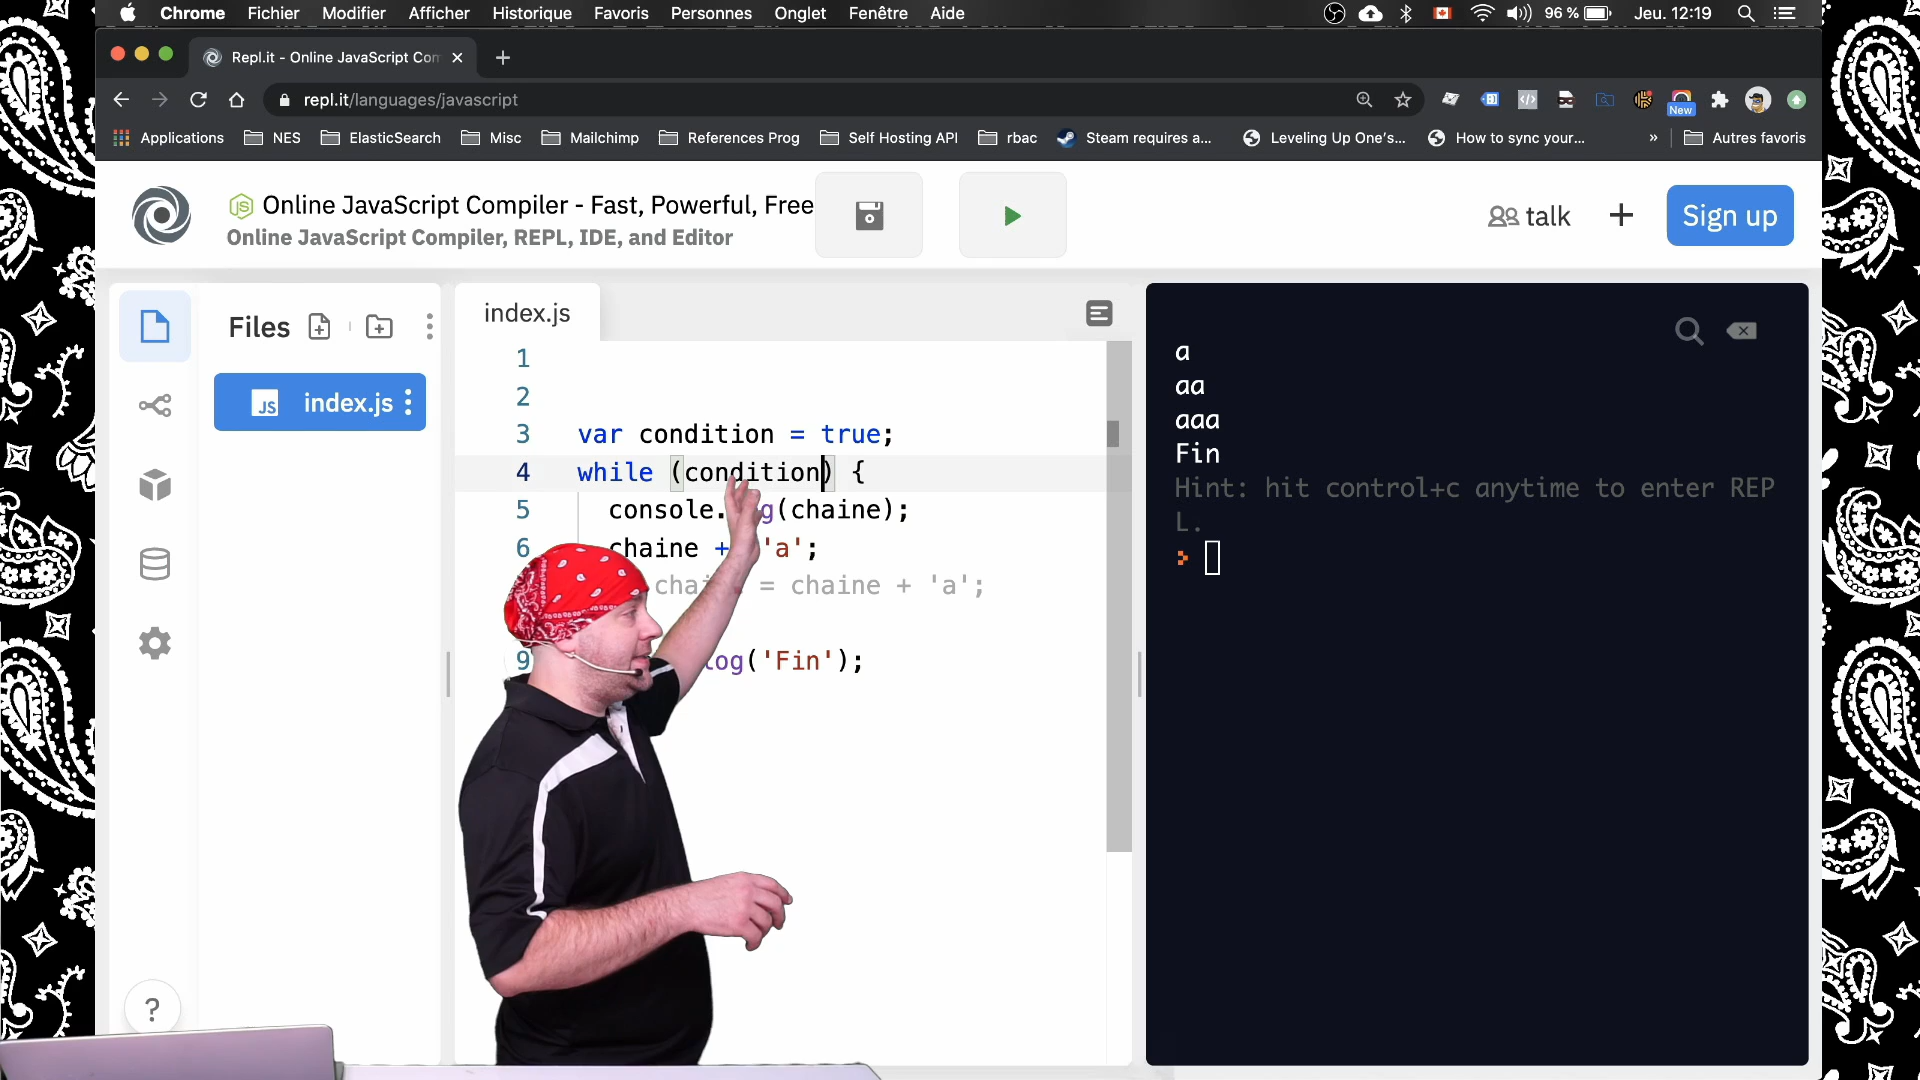 Chrome Fichier Modifier Afficher Historique Favoris Personnes Onglet Fenêtre Aide 96 % Jeu. 12:19
Repl.it - Online JavaScript Com
repl.it/languages/javascript
New
Applications NES ElasticSearch Misc Mailchimp References Prog Self Hosting API rbac Steam requires a... Leveling Up One's... How to sync your... » Autres favoris
Online JavaScript Compiler - Fast, Powerful, Free
Online JavaScript Compiler, REPL, IDE, and Editor
talk + Sign up
Files
JS index.js
index.js
1
2
3 var condition = true;
4 while (condition) {
5 console. g(chaine);
6 chaine + 'a';
= chaine + 'a';
9 log('Fin');
a
aa
aaa
Fin
Hint: hit control+c anytime to enter REP
L.
?